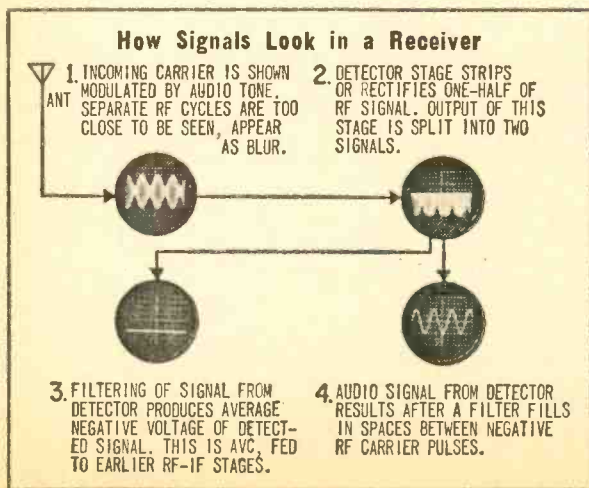 How Signals Look in a Receiver
ANT
1. INCOMING CARRIER IS SHOWN
MODULATED BY AUDIO TONE.
SEPARATE RF CYCLES ARE TOO
CLOSE TO BE SEEN, APPEAR
AS BLUR.
2. DETECTOR STAGE STRIPS
OR RECTIFIES ONE-HALF OF
RF SIGNAL. OUTPUT OF THIS
STAGE IS SPLIT INTO TWO
SIGNALS.
3. FILTERING OF SIGNAL FROM
DETECTOR PRODUCES AVERAGE
NEGATIVE VOLTAGE OF DETECT-
ED SIGNAL. THIS IS AVC, FED
TO EARLIER RF-IF STAGES.
4. AUDIO SIGNAL FROM DETECTOR
RESULTS AFTER A FILTER FILLS
IN SPACES BETWEEN NEGATIVE
RF CARRIER PULSES.